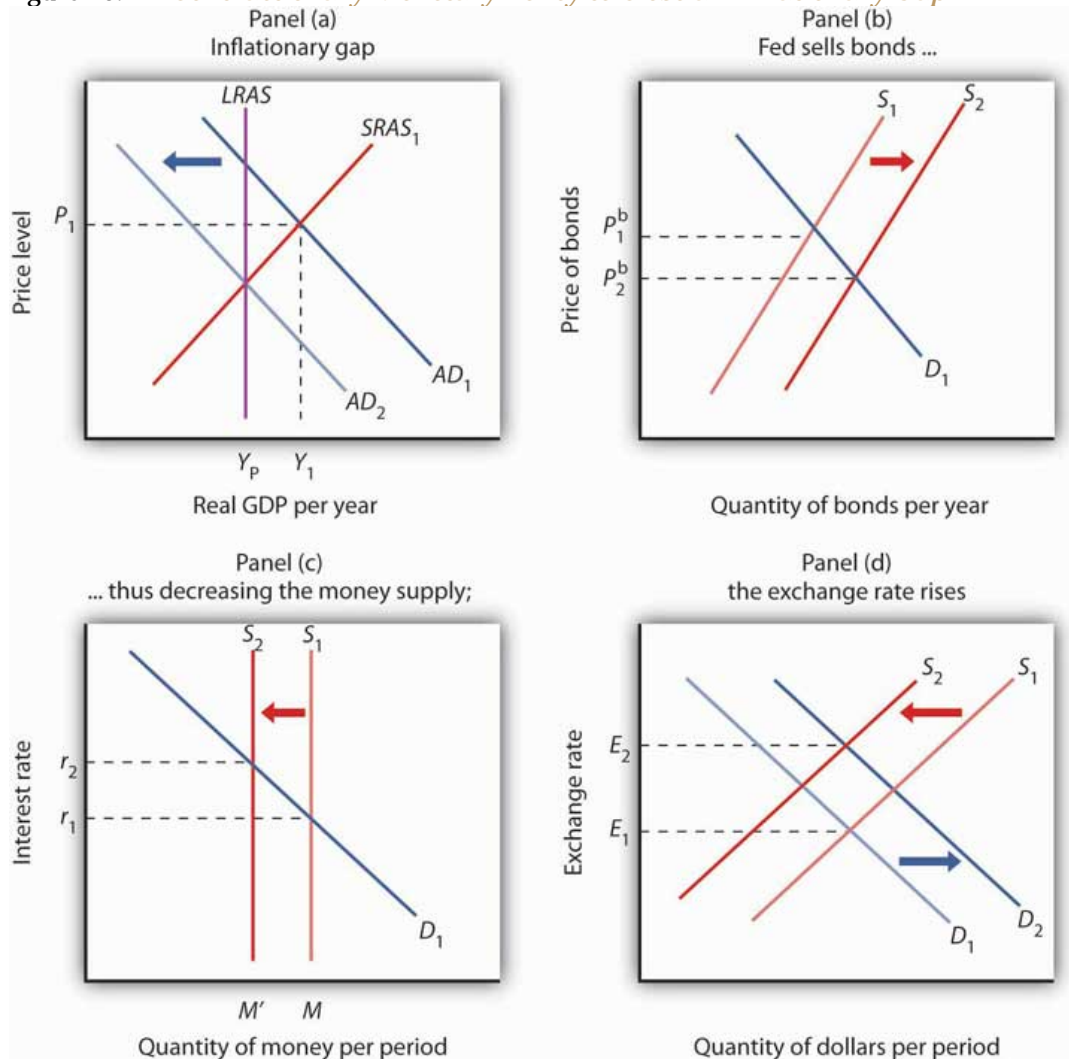 Panel (a)
Inflationary gap
LRAS
SRAS1
P1
Price level
AD1
AD2
YP
Y1
Real GDP per year
Panel (b)
Fed sells bonds ...
S1
S2
Pb1
Pb2
Price of bonds
D1
Quantity of bonds per year
Panel (c)
... thus decreasing the money supply;
S2
S1
r2
r1
Interest rate
D1
M′
M
Quantity of money per period
Panel (d)
the exchange rate rises
S2
S1
E2
E1
Exchange rate
D1
D2
Quantity of dollars per period